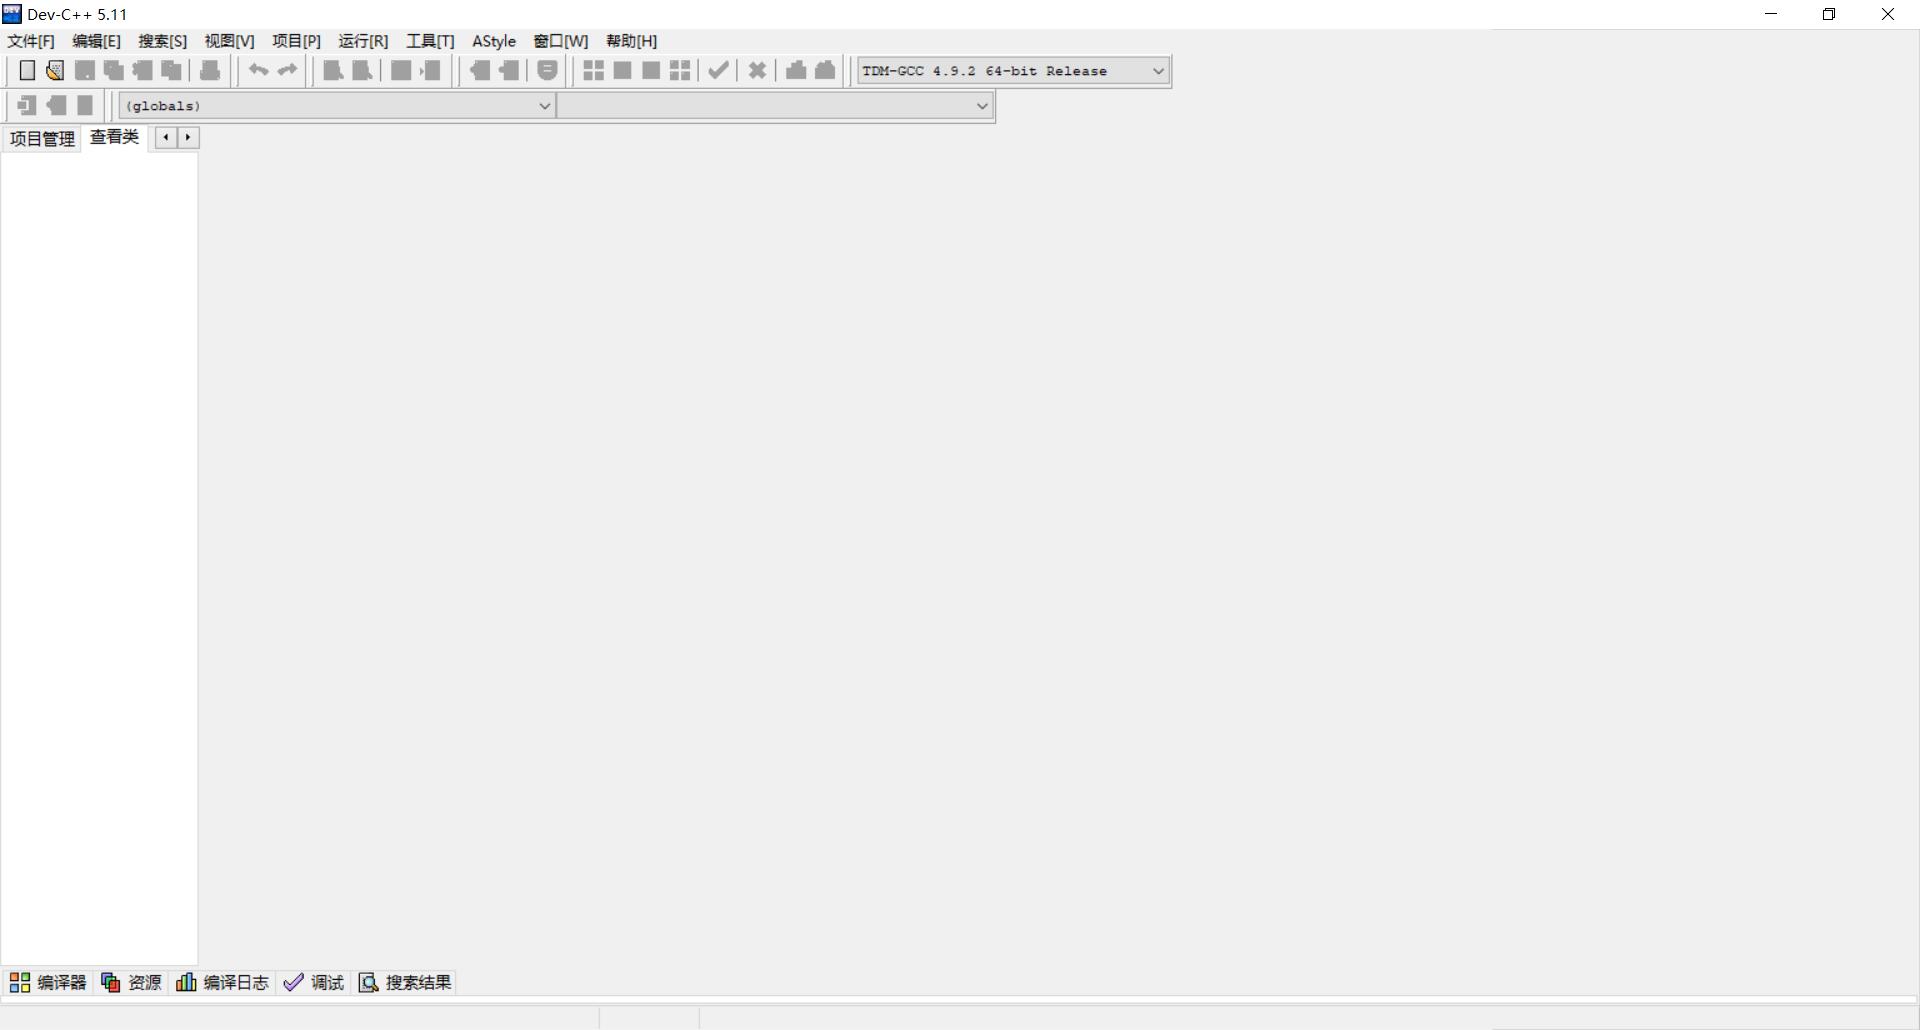 Dev-C++ 5.11
文件[F] 编辑[E] 搜索[S] 视图[V] 项目[P] 运行[R] 工具[T] AStyle 窗口[W] 帮助[H]
TDM-GCC 4.9.2 64-bit Release
(globals)
项目管理 查看类
编译器 资源 编译日志 调试 搜索结果